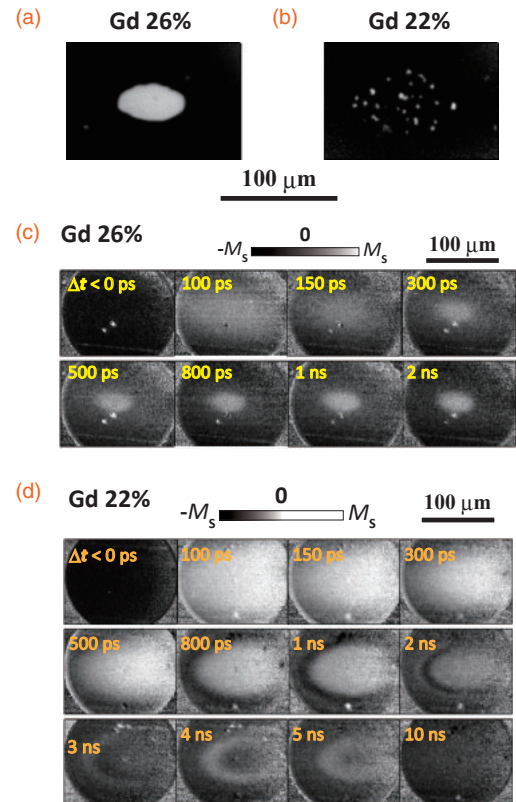 (a) (b)
Gd 26% Gd 22%
100 μm
(c)
Gd 26%
0
-Ms Ms
100 μm
Δt < 0 ps 100 ps 150 ps 300 ps
500 ps 800 ps 1 ns 2 ns
(d)
Gd 22%
0
-Ms Ms
100 μm
Δt < 0 ps 100 ps 150 ps 300 ps
500 ps 800 ps 1 ns 2 ns
3 ns 4 ns 5 ns 10 ns